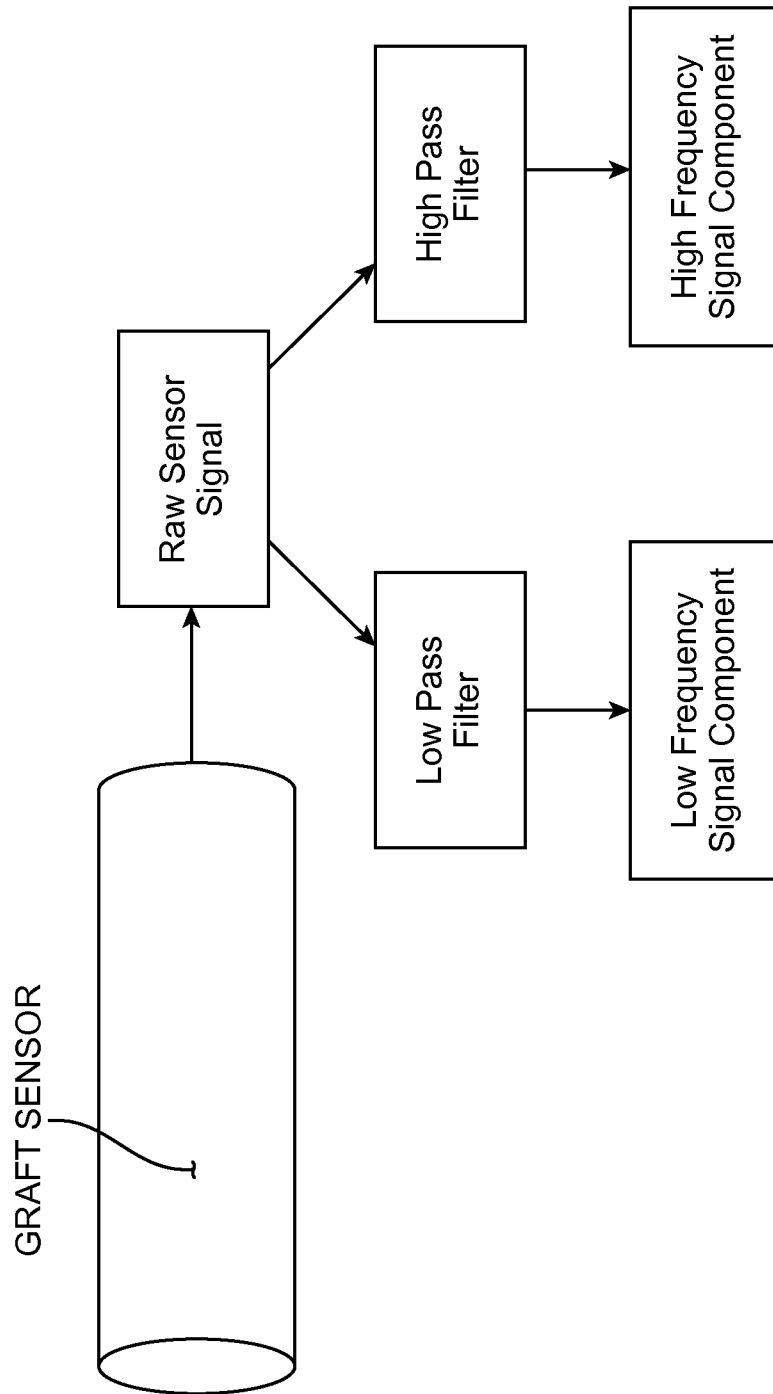 GRAFT SENSOR
Raw Sensor
Signal
Low Pass
Filter
High Pass
Filter
Low Frequency
Signal Component
High Frequency
Signal Component